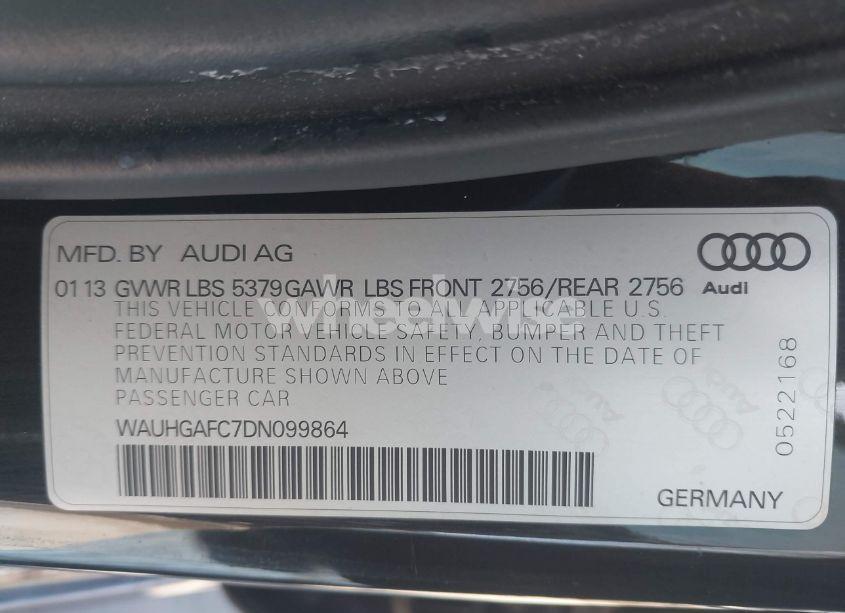 MFD. BY AUDI AG
01 13 GVWR LBS 5379 GAWR LBS FRONT 2756/REAR 2756
Audi
THIS VEHICLE CONFORMS TO ALL APPLICABLE U.S.
FEDERAL MOTOR VEHICLE SAFETY, BUMPER AND THEFT
PREVENTION STANDARDS IN EFFECT ON THE DATE OF
MANUFACTURE SHOWN ABOVE
PASSENGER CAR
WAUHGAFC7DN099864
GERMANY
0522168
wheelwise